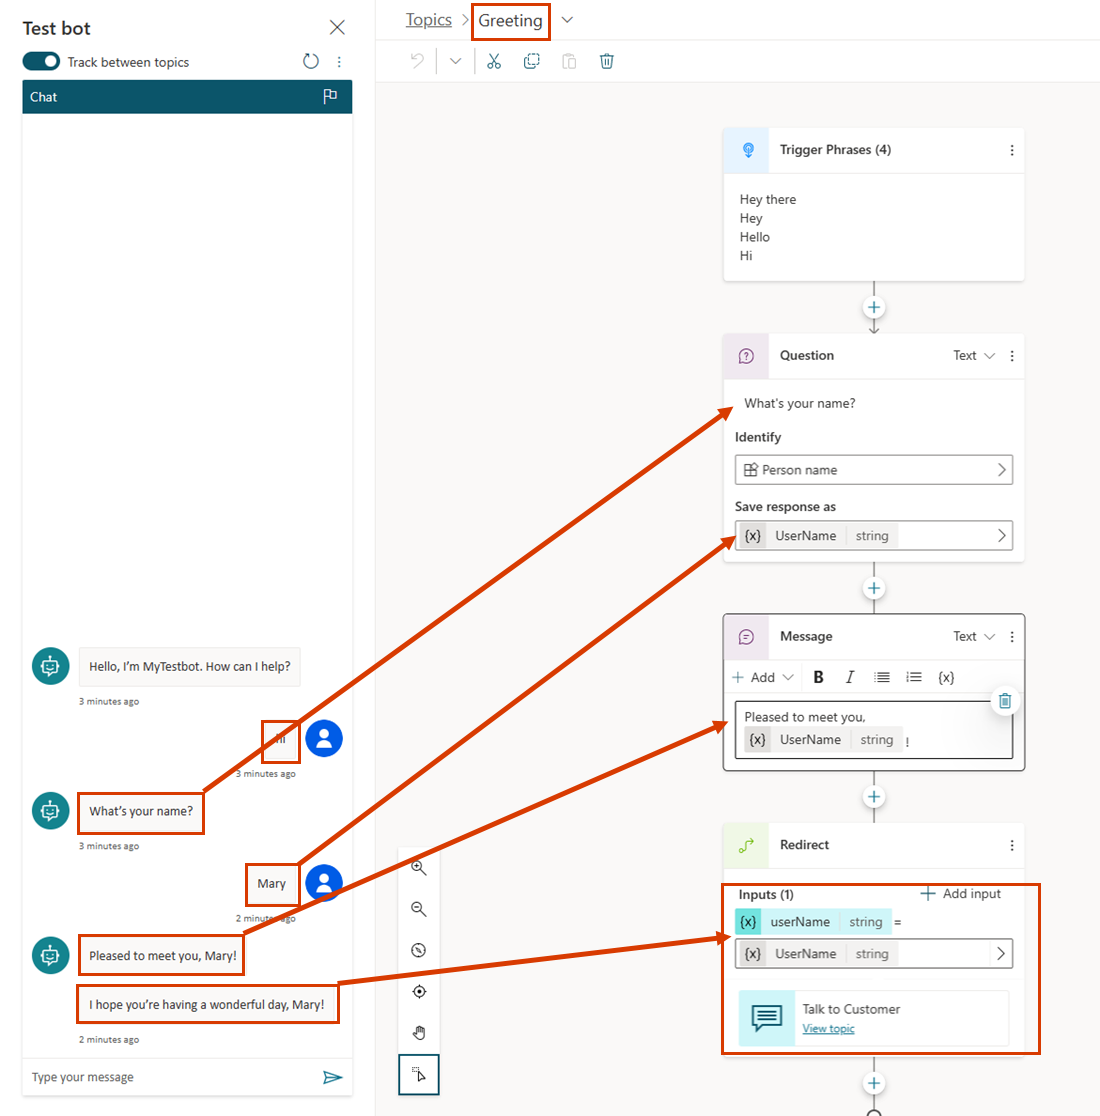 Test bot
Track between topics
Chat
Hello, I'm MyTestbot. How can I help?
3 minutes ago
Hi
3 minutes ago
What's your name?
3 minutes ago
Mary
2 minutes ago
Pleased to meet you, Mary!
I hope you're having a wonderful day, Mary!
2 minutes ago
Type your message
Topics > Greeting
Trigger Phrases (4)
Hey there
Hey
Hello
Hi
Question
Text
What's your name?
Identify
Person name
Save response as
{x} UserName string
Message
Text
+ Add B I {x}
Pleased to meet you,
{x} UserName string !
Redirect
Inputs (1)
+ Add input
{x} userName string =
{x} UserName string
Talk to Customer
View topic